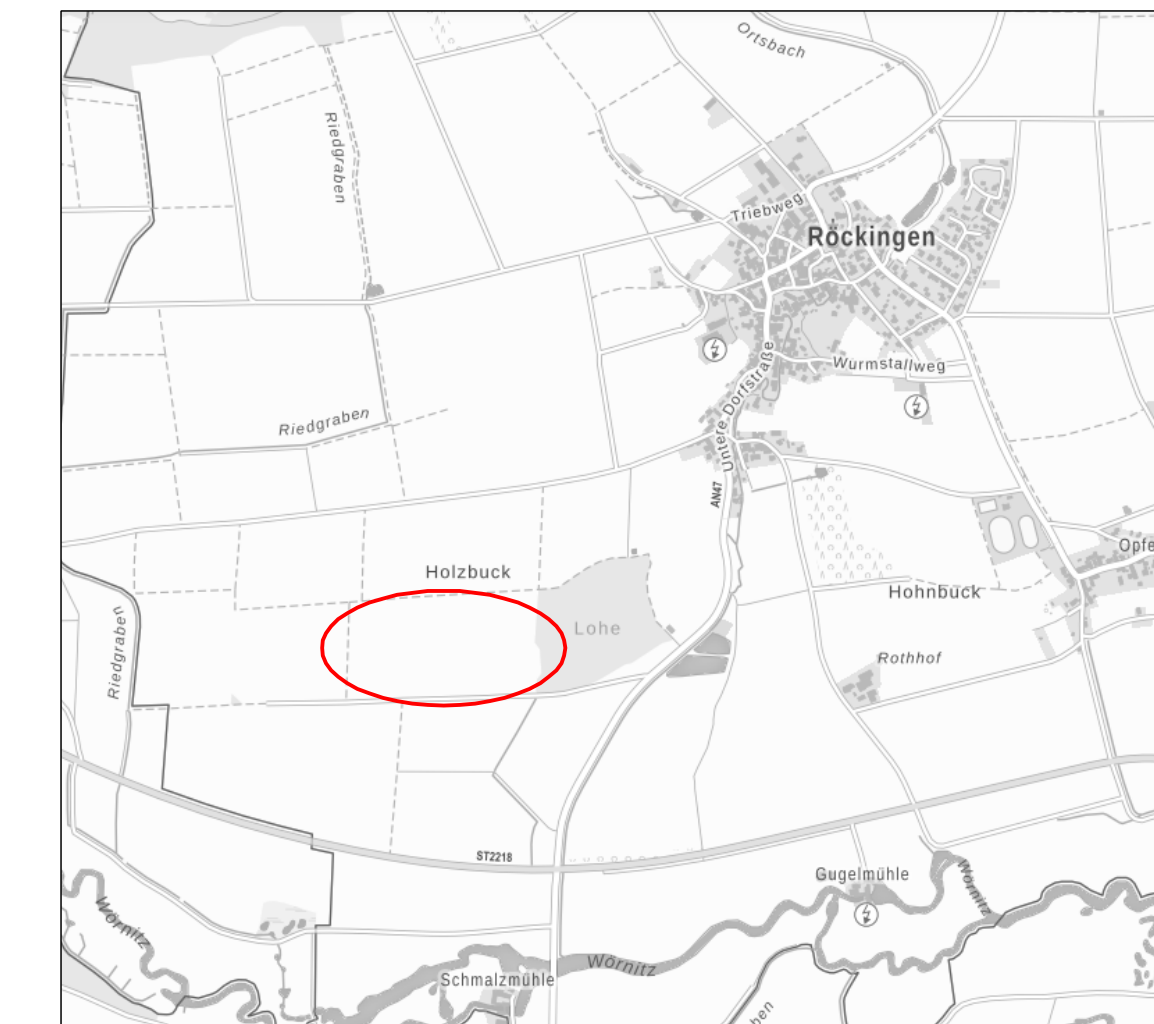 Ortsbach
Riedgraben
Triebweg
Röckingen
Wurmstallweg
Untere Dorfstraße
Riedgraben
AN47
Opfe
Holzbuck
Hohnbuck
Lohe
Riedgraben
Rothhof
ST2218
Gugelmühle
Wörnitz
Wörnitz
Wörnitz
Schmalzmühle
ben